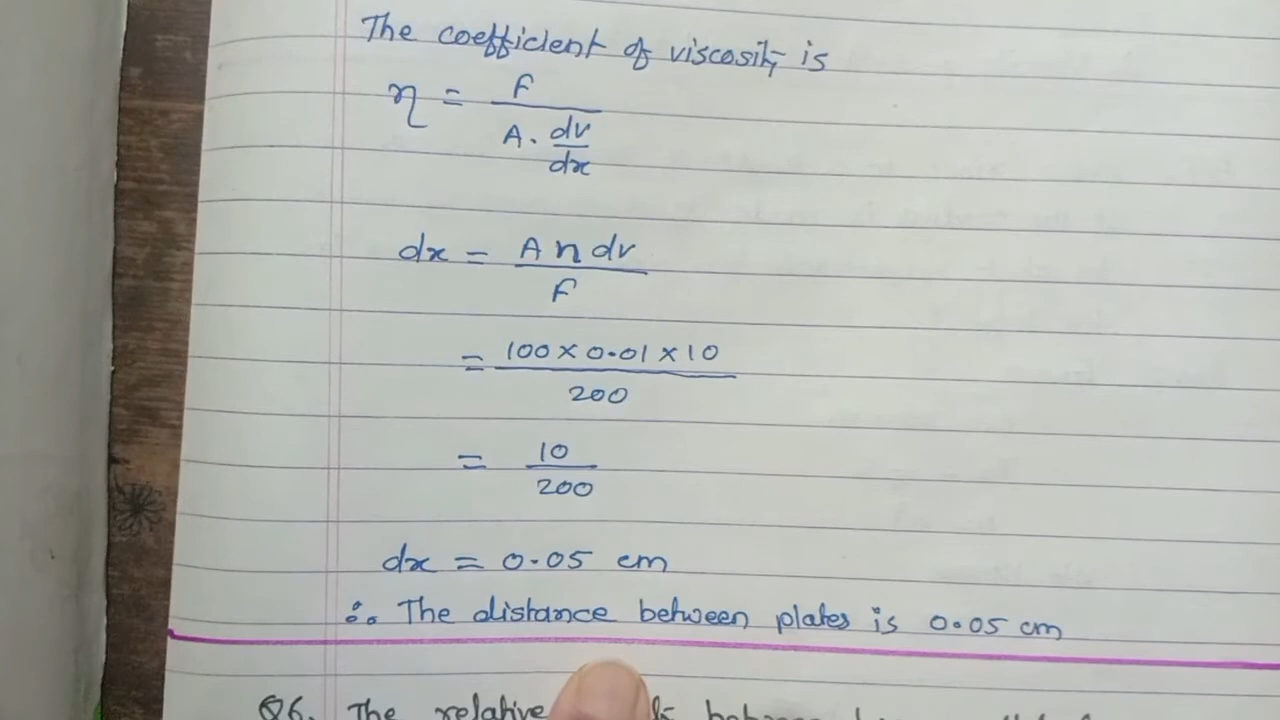 The coefficient of viscosity is
η = F / A. dv/dx
dx = A η dv / F
= 100 × 0.01 × 10 / 200
= 10 / 200
dx = 0.05 cm
∴ The distance between plates is 0.05 cm
Q6. The relative